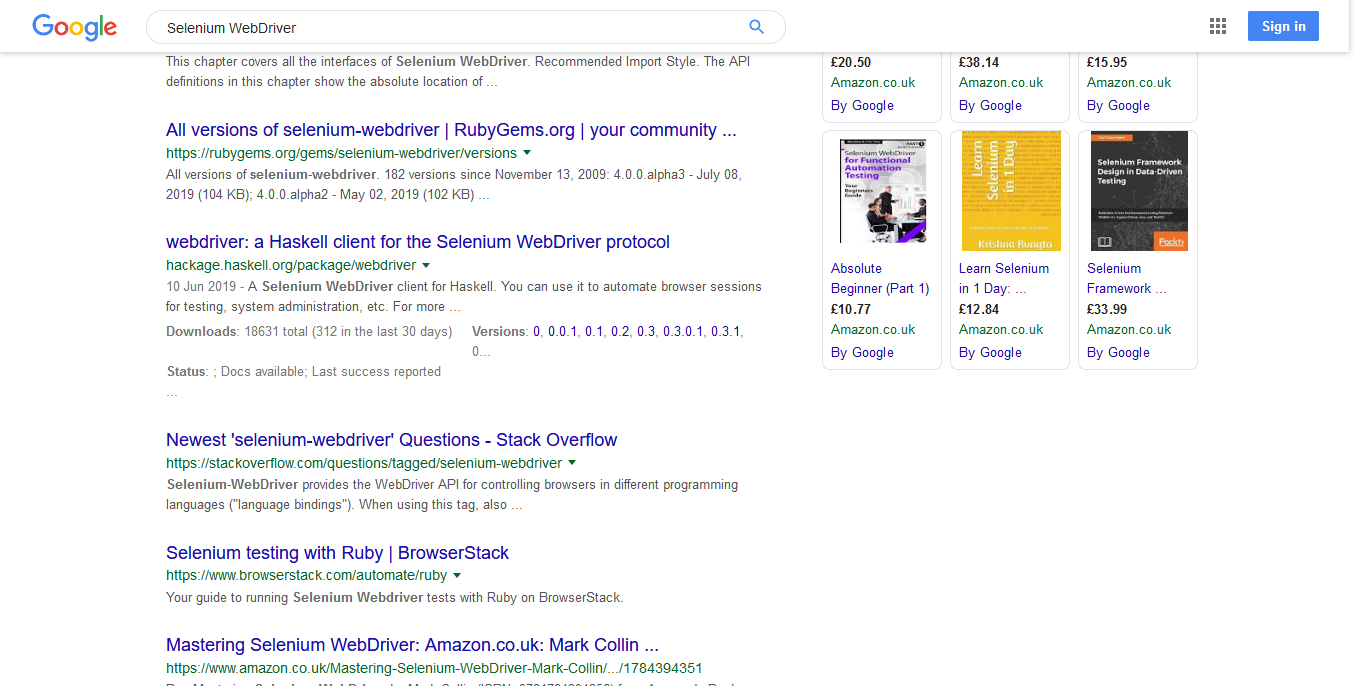 Google
Selenium WebDriver
Sign in
This chapter covers all the interfaces of Selenium WebDriver. Recommended Import Style. The API
definitions in this chapter show the absolute location of ...
All versions of selenium-webdriver | RubyGems.org | your community ...
https://rubygems.org/gems/selenium-webdriver/versions
All versions of selenium-webdriver. 182 versions since November 13, 2009: 4.0.0.alpha3 - July 08,
2019 (104 KB); 4.0.0.alpha2 - May 02, 2019 (102 KB) ...
webdriver: a Haskell client for the Selenium WebDriver protocol
hackage.haskell.org/package/webdriver
10 Jun 2019 - A Selenium WebDriver client for Haskell. You can use it to automate browser sessions
for testing, system administration, etc. For more ...
Downloads: 18631 total (312 in the last 30 days)
Versions: 0, 0.0.1, 0.1, 0.2, 0.3, 0.3.0.1, 0.3.1,
0...
Status: ; Docs available; Last success reported
...
Newest 'selenium-webdriver' Questions - Stack Overflow
https://stackoverflow.com/questions/tagged/selenium-webdriver
Selenium-WebDriver provides the WebDriver API for controlling browsers in different programming
languages ("language bindings"). When using this tag, also ...
Selenium testing with Ruby | BrowserStack
https://www.browserstack.com/automate/ruby
Your guide to running Selenium Webdriver tests with Ruby on BrowserStack.
Mastering Selenium WebDriver: Amazon.co.uk: Mark Collin ...
https://www.amazon.co.uk/Mastering-Selenium-WebDriver-Mark-Collin/.../1784394351
£20.50
Amazon.co.uk
By Google
£38.14
Amazon.co.uk
By Google
£15.95
Amazon.co.uk
By Google
Selenium WebDriver
for Functional
Automation
Testing
Your
Beginners
Guide
Absolute
Beginner (Part 1)
£10.77
Amazon.co.uk
By Google
Learn
Selenium
in 1 Day
Krishna Rungta
Learn Selenium
in 1 Day: ...
£12.84
Amazon.co.uk
By Google
Selenium Framework
Design in Data-Driven
Testing
Packt
Selenium
Framework ...
£33.99
Amazon.co.uk
By Google